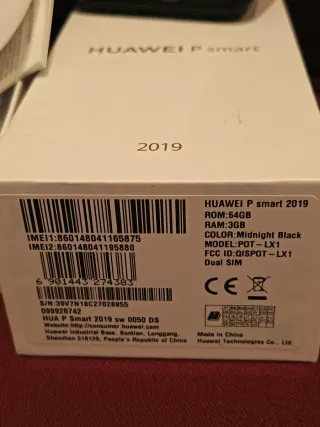 HUAWEI P smart
2019
HUAWEI P smart 2019
ROM:64GB
RAM:3GB
COLOR:Midnight Black
MODEL:POT-LX1
FCC ID:QISPOT-LX1
Dual SIM
IMEI1:860148041165875
IMEI2:860148041195880
6 901443 274383
S/N:39V7N18C27028955
099928742
HUA P Smart 2019 sw 0050 DS
Website:http://consumer.huawei.com
Huawei Industrial Base, Bantian, Longgang,
Shenzhen 518129, People's Republic of China
CE
Made in China
Huawei Technologies Co., Ltd.